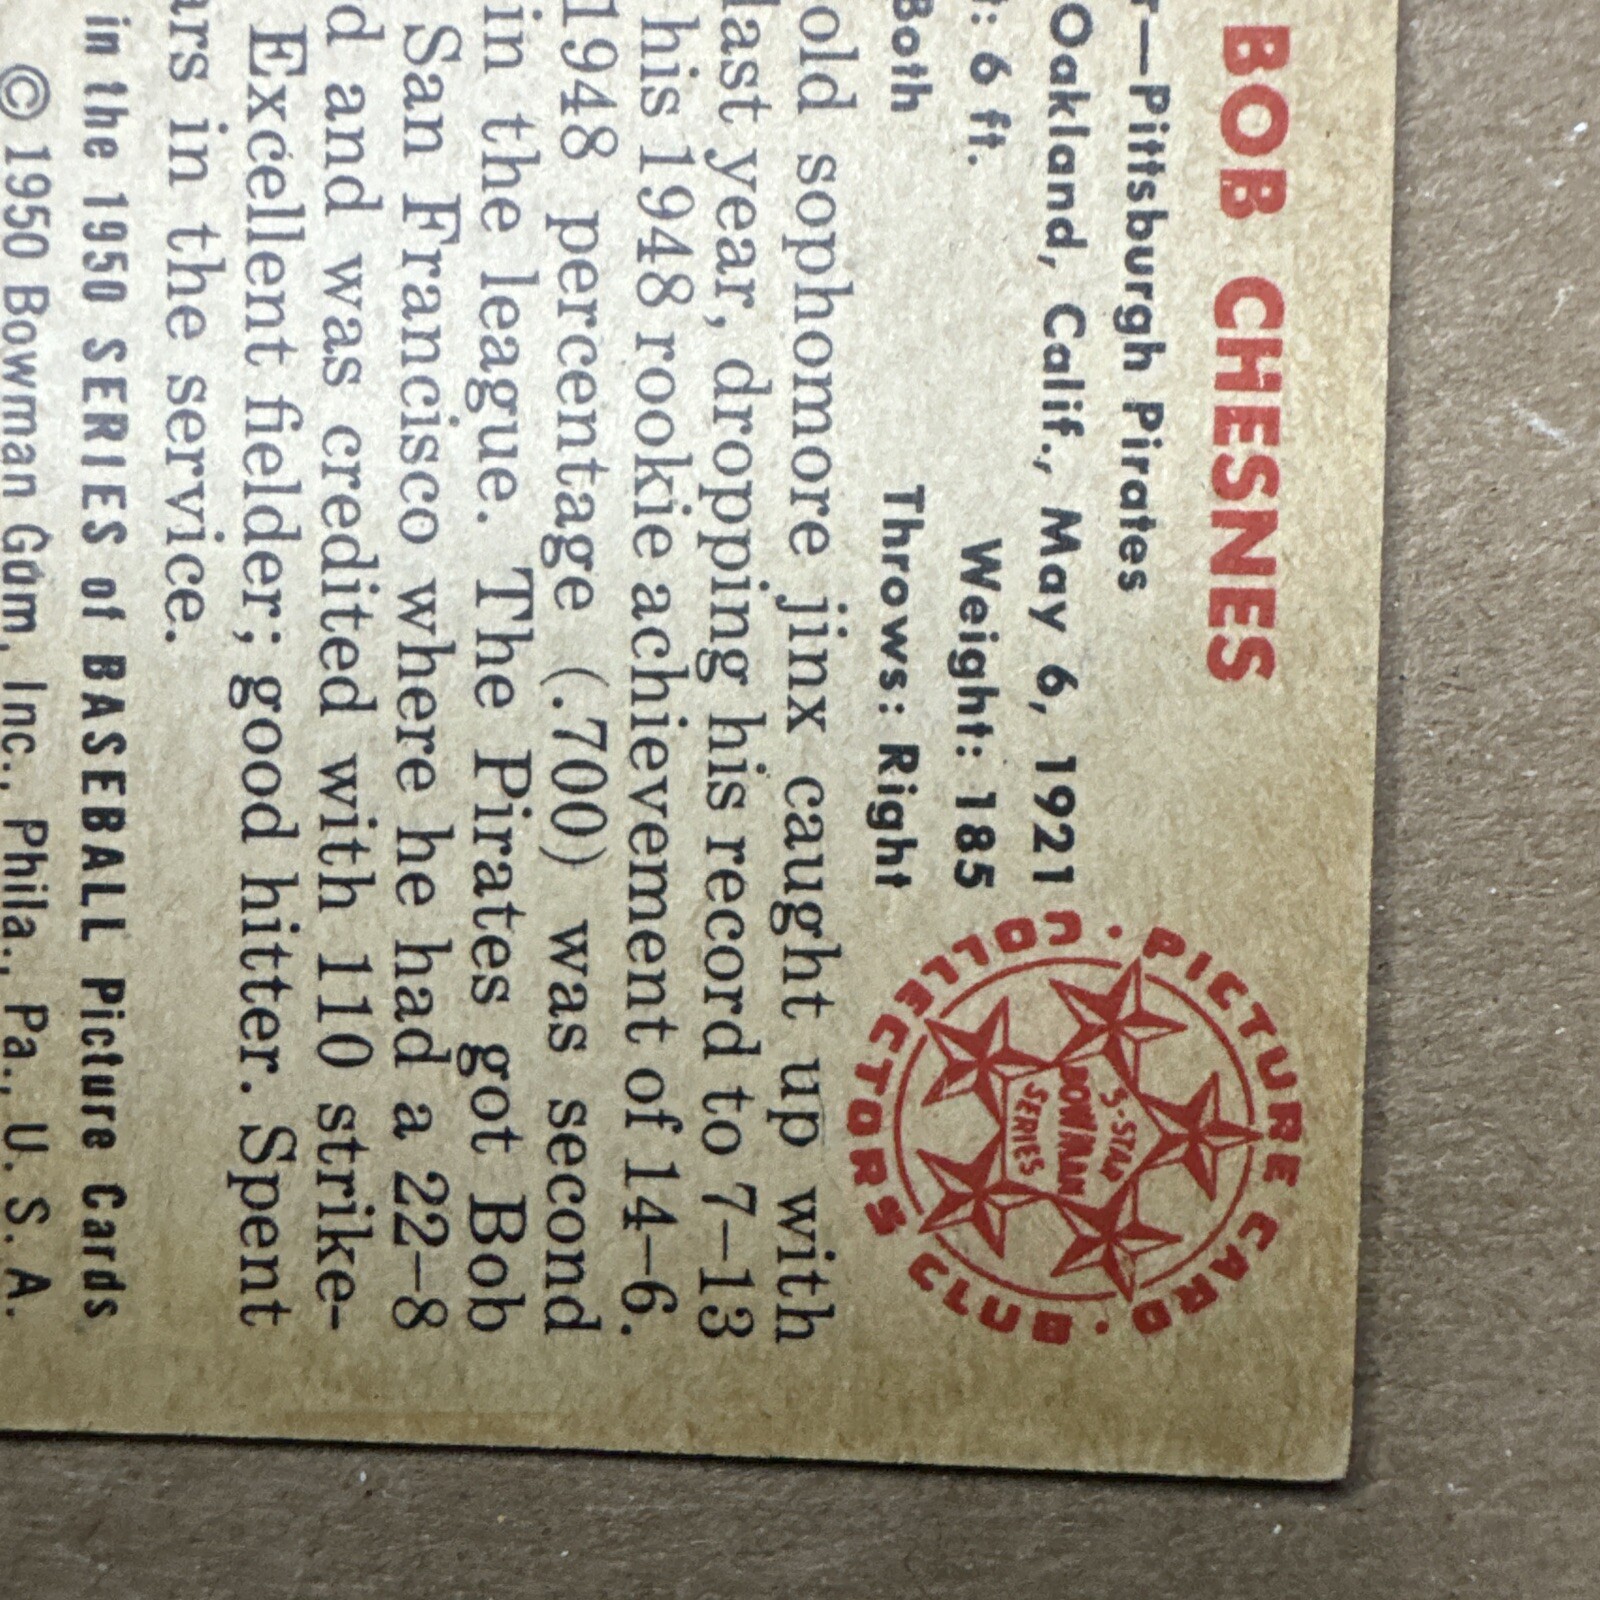 BOB CHESNES
r—Pittsburgh Pirates
Oakland, Calif., May 6, 1921
: 6 ft. Weight: 185
Both Throws: Right
old sophomore jinx caught up with
last year, dropping his record to 7–13
his 1948 rookie achievement of 14–6.
1948 percentage (.700) was second
in the league. The Pirates got Bob
San Francisco where he had a 22–8
d and was credited with 110 strike-
Excellent fielder; good hitter. Spent
ars in the service.
in the 1950 SERIES of BASEBALL Picture Cards
© 1950 Bowman Gum, Inc., Phila., Pa., U. S. A.
PICTURE CARD · COLLECTORS CLUB ·
5-STAR
BOWMAN
SERIES